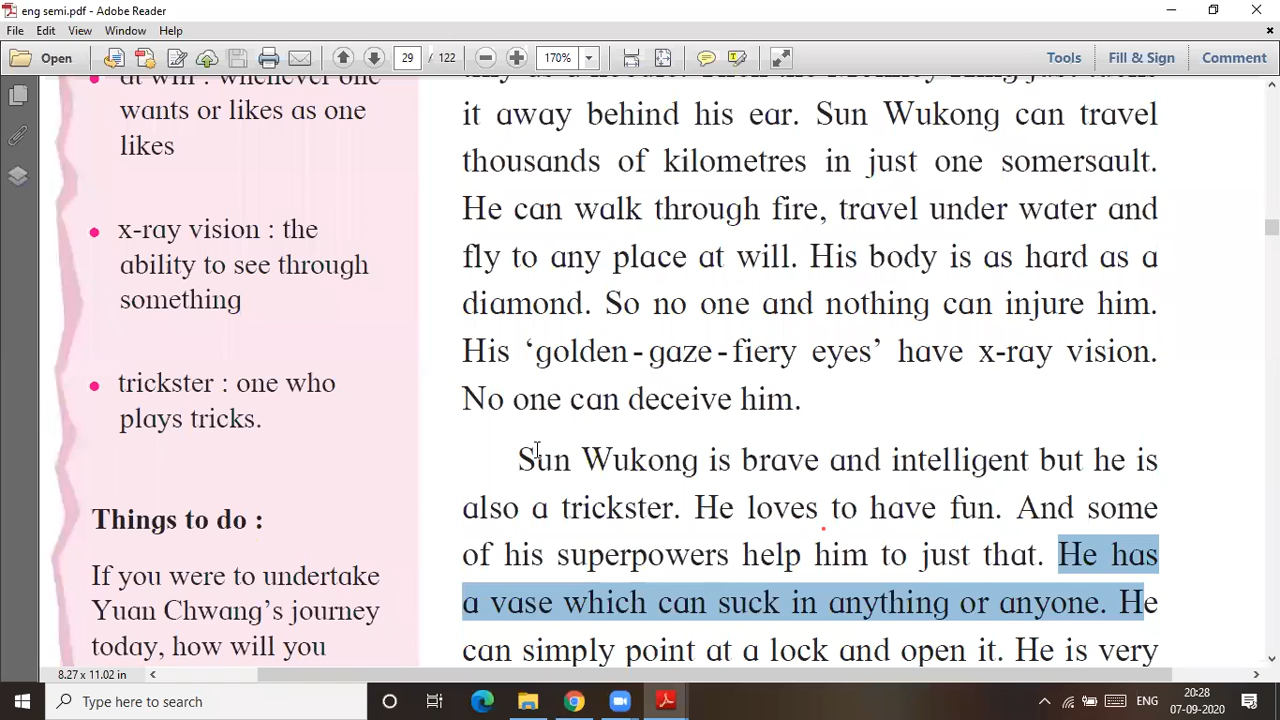 eng semi.pdf - Adobe Reader
File Edit View Window Help
Open 29 / 122 170% Tools Fill & Sign Comment
at will : whenever one
wants or likes as one
likes
x-ray vision : the
ability to see through
something
trickster : one who
plays tricks.
Things to do :
If you were to undertake
Yuan Chwang's journey
today, how will you
it away behind his ear. Sun Wukong can travel
thousands of kilometres in just one somersault.
He can walk through fire, travel under water and
fly to any place at will. His body is as hard as a
diamond. So no one and nothing can injure him.
His ‘golden-gaze-fiery eyes’ have x-ray vision.
No one can deceive him.
Sun Wukong is brave and intelligent but he is
also a trickster. He loves to have fun. And some
of his superpowers help him to just that. He has
a vase which can suck in anything or anyone. He
can simply point at a lock and open it. He is very
8.27 x 11.02 in
Type here to search
ENG
20:28
07-09-2020